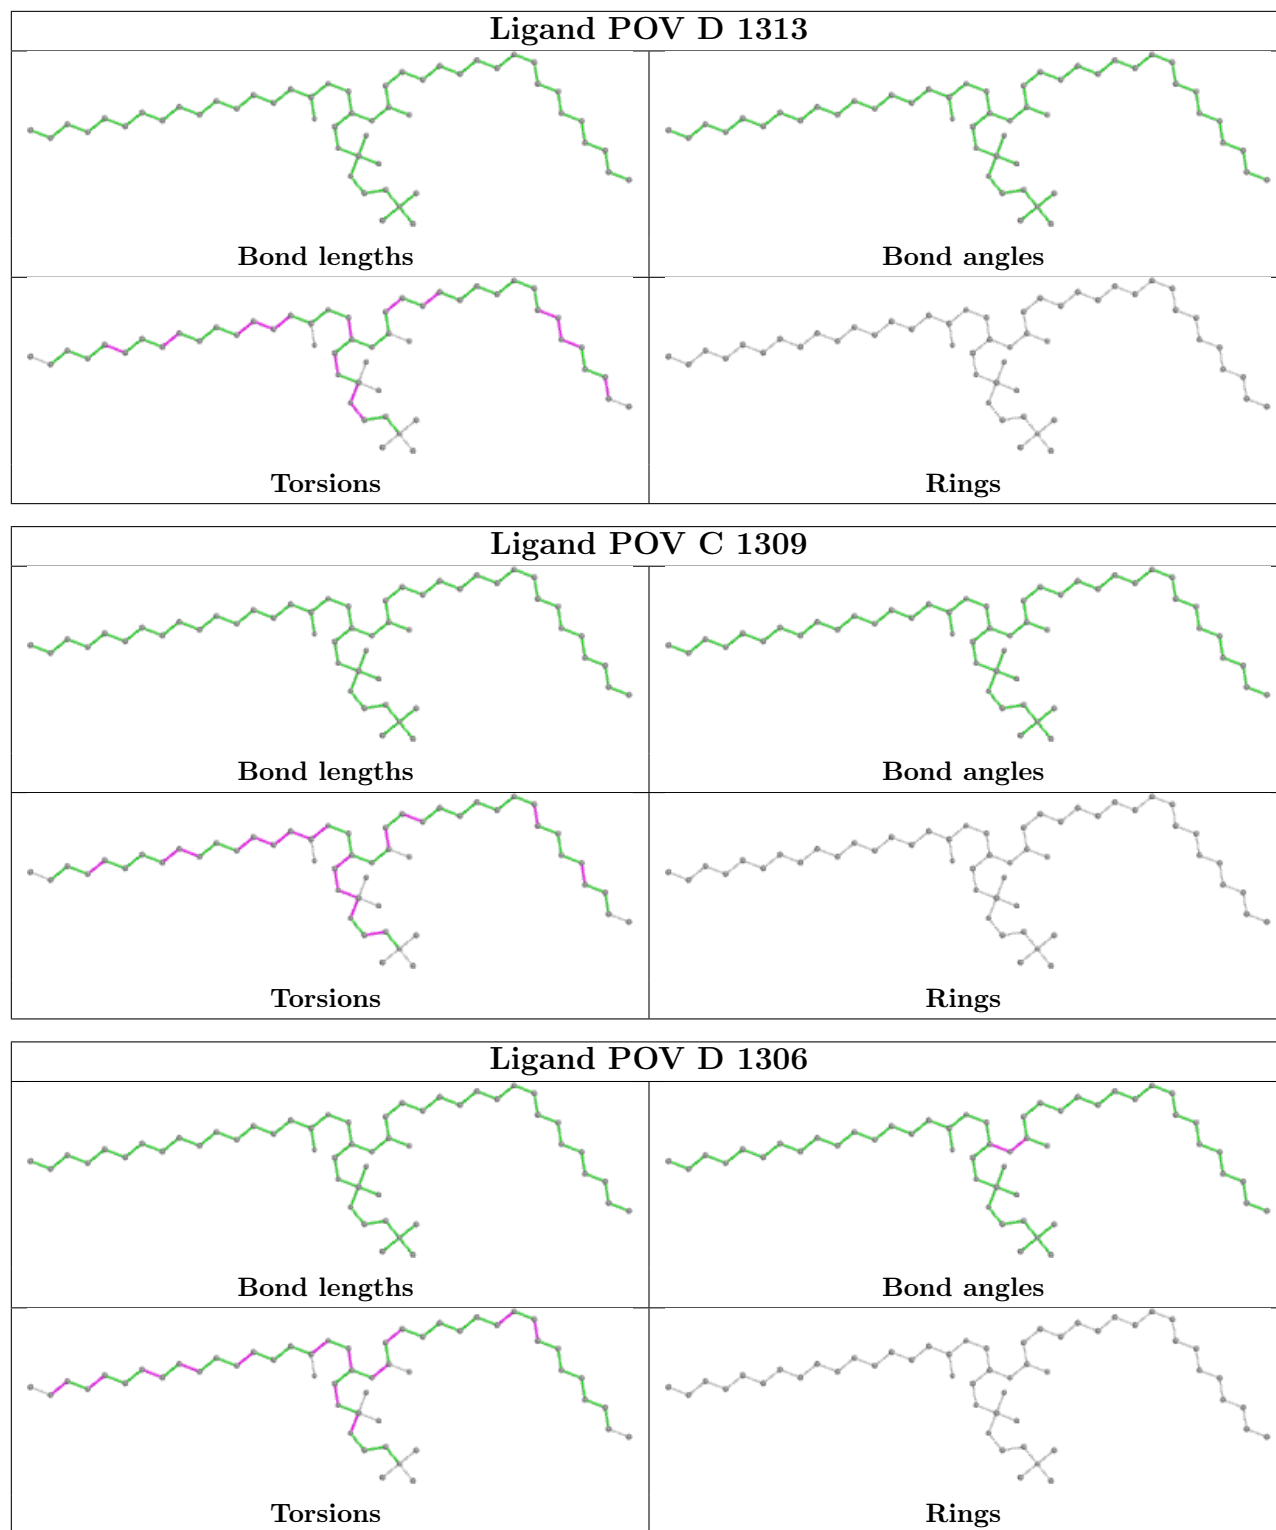 Ligand POV D 1313
Bond lengths
Bond angles
Torsions
Rings
Ligand POV C 1309
Bond lengths
Bond angles
Torsions
Rings
Ligand POV D 1306
Bond lengths
Bond angles
Torsions
Rings